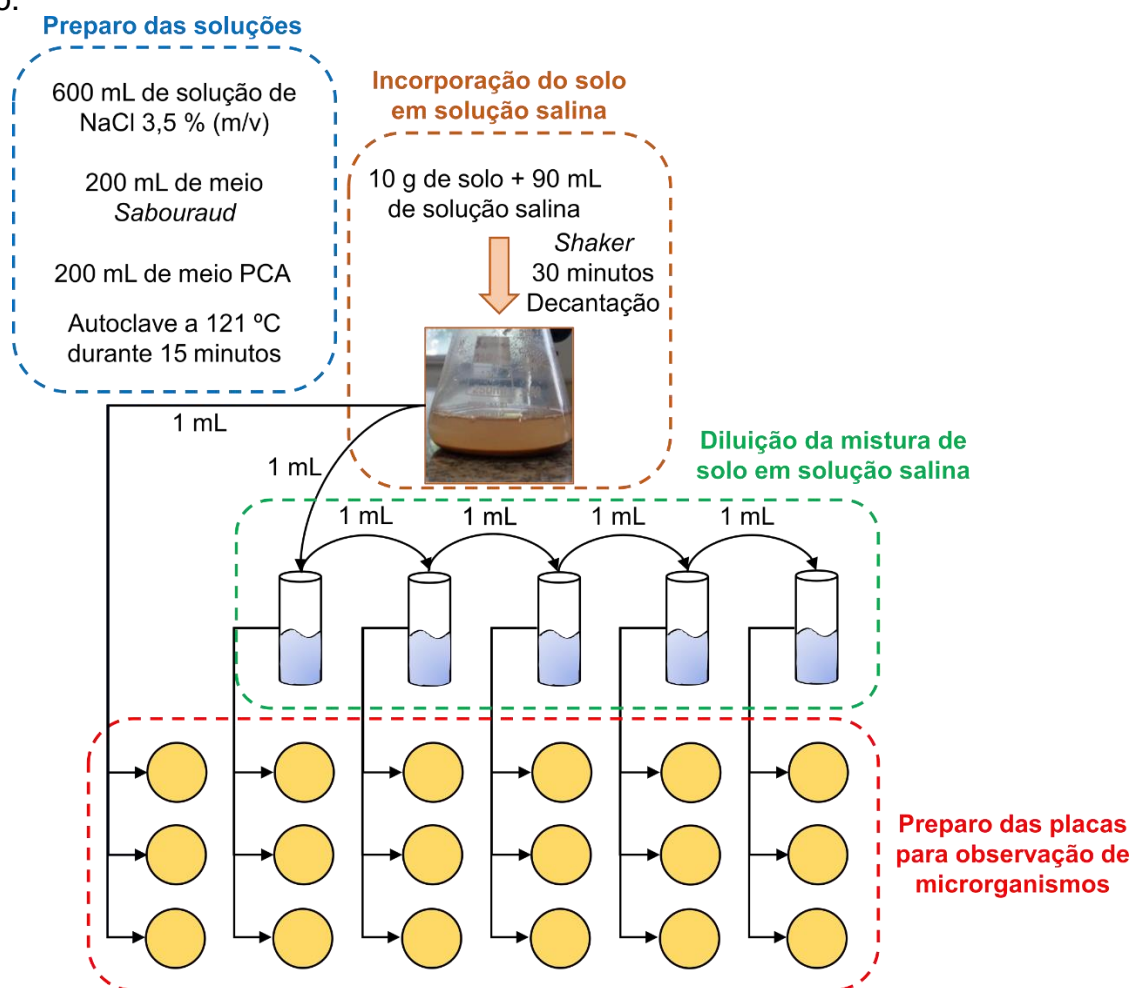 Preparo das soluções
600 mL de solução de
NaCl 3,5 % (m/v)
200 mL de meio
Sabouraud
200 mL de meio PCA
Autoclave a 121 ºC
durante 15 minutos
Incorporação do solo
em solução salina
10 g de solo + 90 mL
de solução salina
Shaker
30 minutos
Decantação
1 mL
1 mL
Diluição da mistura de
solo em solução salina
1 mL
1 mL
1 mL
1 mL
Preparo das placas
para observação de
microrganismos